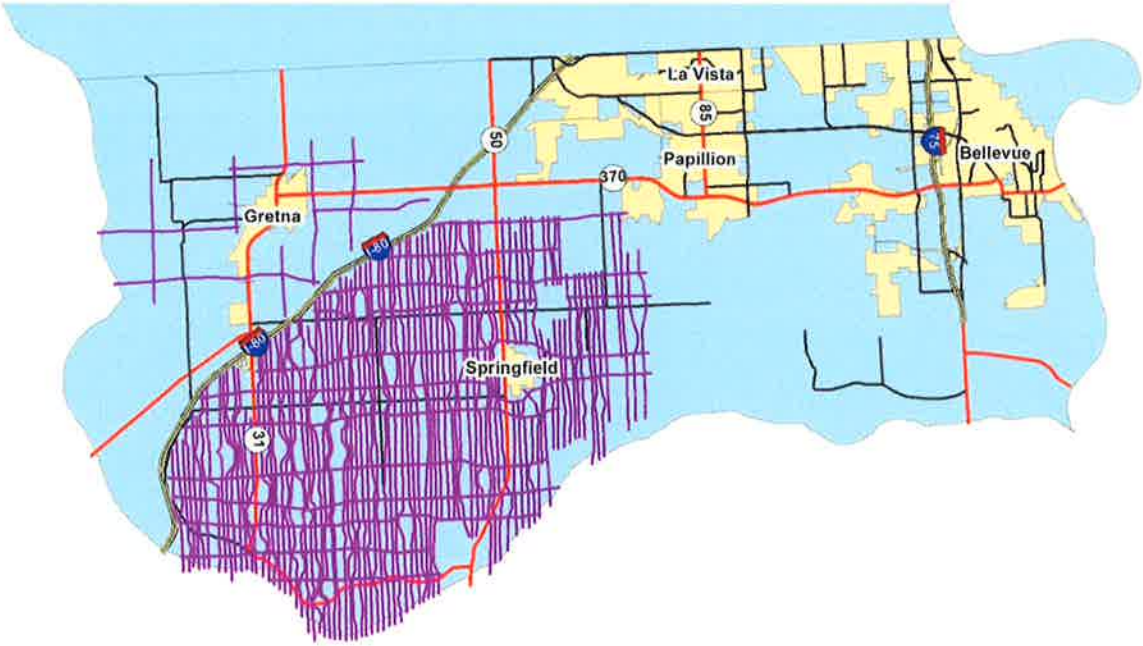 La Vista
85
50
75
Papillion
Bellevue
370
Gretna
I-80
I-80
Springfield
31